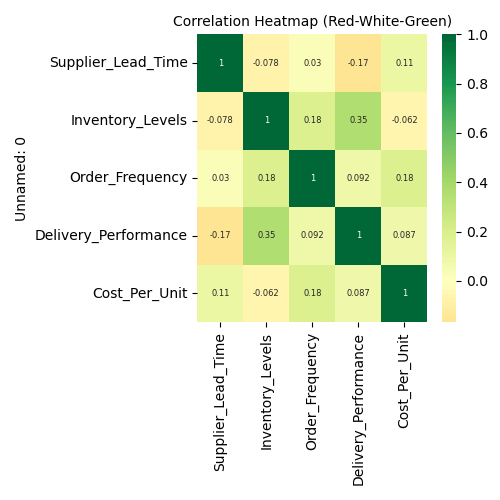 Correlation Heatmap (Red-White-Green)
Unnamed: 0
Supplier_Lead_Time 1 -0.078 0.03 -0.17 0.11
Inventory_Levels -0.078 1 0.18 0.35 -0.062
Order_Frequency 0.03 0.18 1 0.092 0.18
Delivery_Performance -0.17 0.35 0.092 1 0.087
Cost_Per_Unit 0.11 -0.062 0.18 0.087 1
Supplier_Lead_Time
Inventory_Levels
Order_Frequency
Delivery_Performance
Cost_Per_Unit
1.0
0.8
0.6
0.4
0.2
0.0